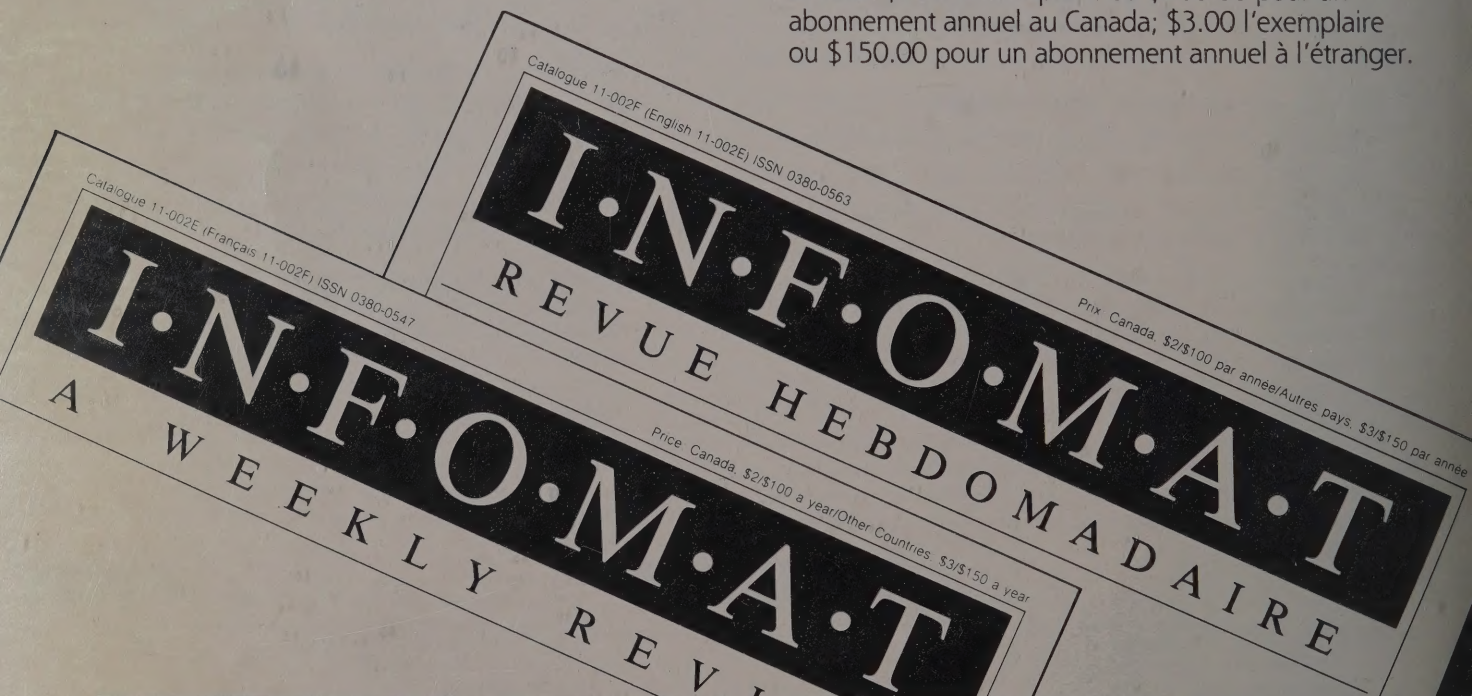 abonnement annuel au Canada; $3.00 l'exemplaire
ou $150.00 pour un abonnement annuel à l'étranger.
Catalogue 11-002F (English 11-002E) ISSN 0380-0563
Prix Canada. $2/$100 par année/Autres pays. $3/$150 par année
I•N•F•O•M•A•T
REVUE HEBDOMADAIRE
Catalogue 11-002E (Français 11-002F) ISSN 0380-0547
Price Canada. $2/$100 a year/Other Countries. $3/$150 a year
I•N•F•O•M•A•T
A WEEKLY REVI